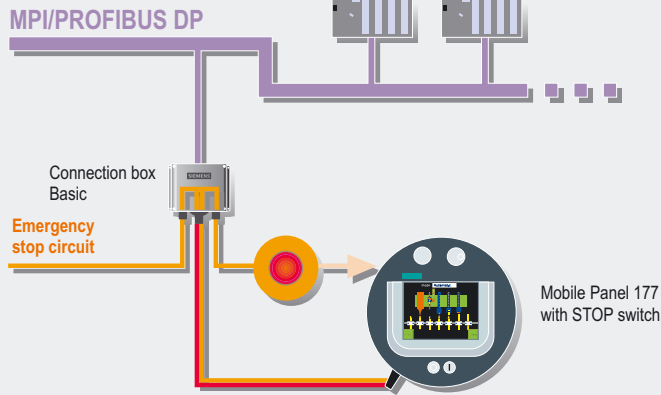 MPI/PROFIBUS DP
Connection box
Basic
SIEMENS
Emergency
stop circuit
Mobile Panel 177
with STOP switch